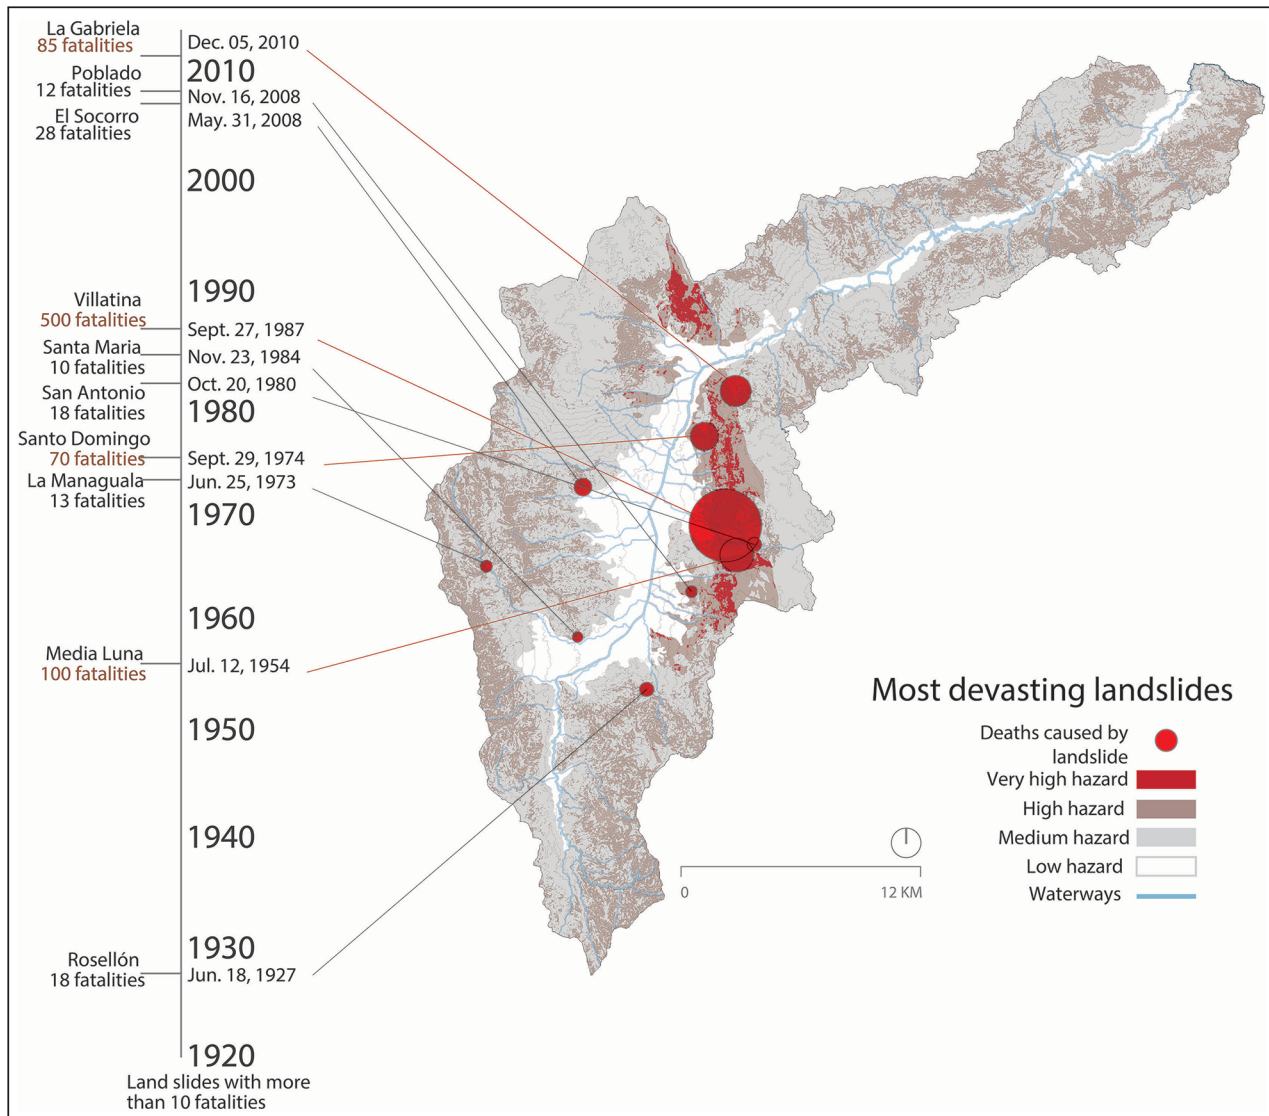 La Gabriela
85 fatalities
Dec. 05, 2010
2010
Poblado
12 fatalities
Nov. 16, 2008
El Socorro
28 fatalities
May. 31, 2008
2000
1990
Villatina
500 fatalities
Sept. 27, 1987
Santa Maria
10 fatalities
Nov. 23, 1984
San Antonio
18 fatalities
Oct. 20, 1980
1980
Santo Domingo
70 fatalities
Sept. 29, 1974
La Managuala
13 fatalities
Jun. 25, 1973
1970
1960
Media Luna
100 fatalities
Jul. 12, 1954
1950
1940
1930
Rosellón
18 fatalities
Jun. 18, 1927
1920
Land slides with more
than 10 fatalities
Most devasting landslides
Deaths caused by
landslide
Very high hazard
High hazard
Medium hazard
Low hazard
Waterways
0
12 KM